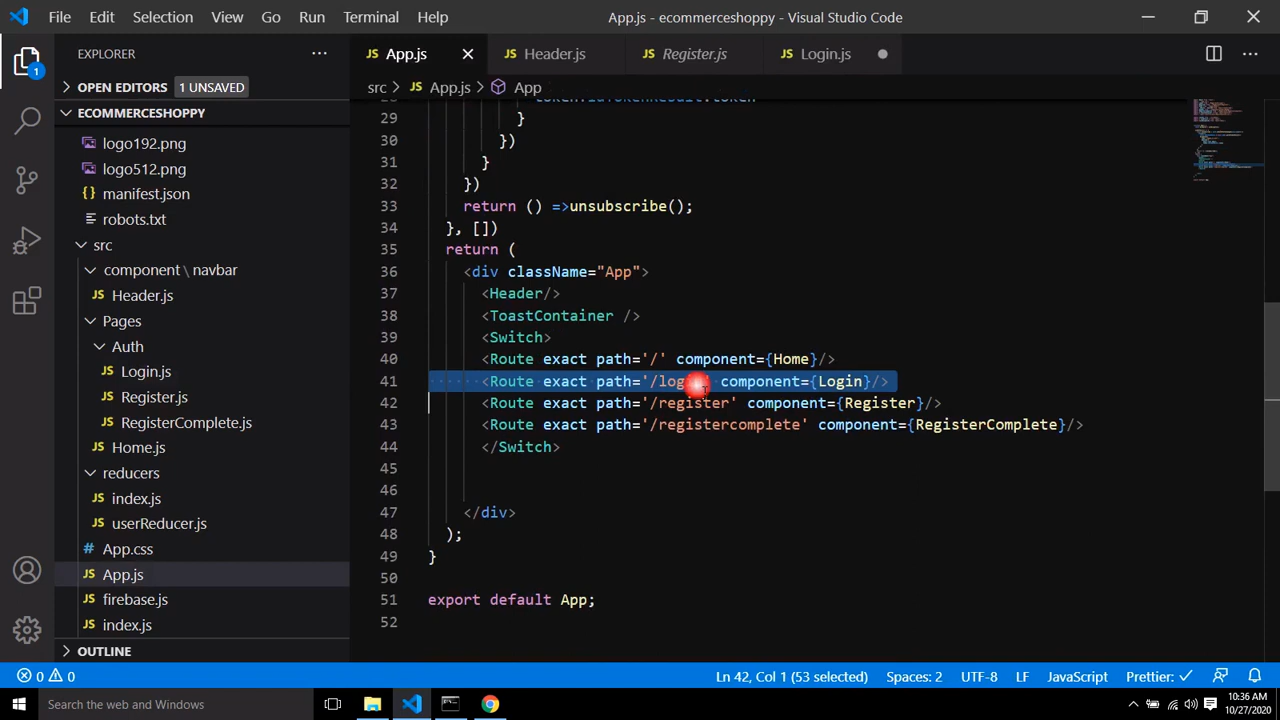 File Edit Selection View Go Run Terminal Help App.js - ecommerceshoppy - Visual Studio Code
EXPLORER ...
App.js Header.js Register.js Login.js
OPEN EDITORS 1 UNSAVED
src > App.js > App
ECOMMERCESHOPPY
logo192.png
logo512.png
manifest.json
robots.txt
src
component \ navbar
Header.js
Pages
Auth
Login.js
Register.js
RegisterComplete.js
Home.js
reducers
index.js
userReducer.js
App.css
App.js
firebase.js
index.js
OUTLINE
29 }
30 })
31 }
32 })
33 return () =>unsubscribe();
34 }, [])
35 return (
36 <div className="App">
37 <Header/>
38 <ToastContainer />
39 <Switch>
40 <Route exact path='/' component={Home}/>
41 <Route exact path='/log component={Login}/>
42 <Route exact path='/register' component={Register}/>
43 <Route exact path='/registercomplete' component={RegisterComplete}/>
44 </Switch>
45
46
47 </div>
48 );
49 }
50
51 export default App;
52
0 0 Ln 42, Col 1 (53 selected) Spaces: 2 UTF-8 LF JavaScript Prettier: ✓
Type here to search
10:36 AM
10/27/2020
1